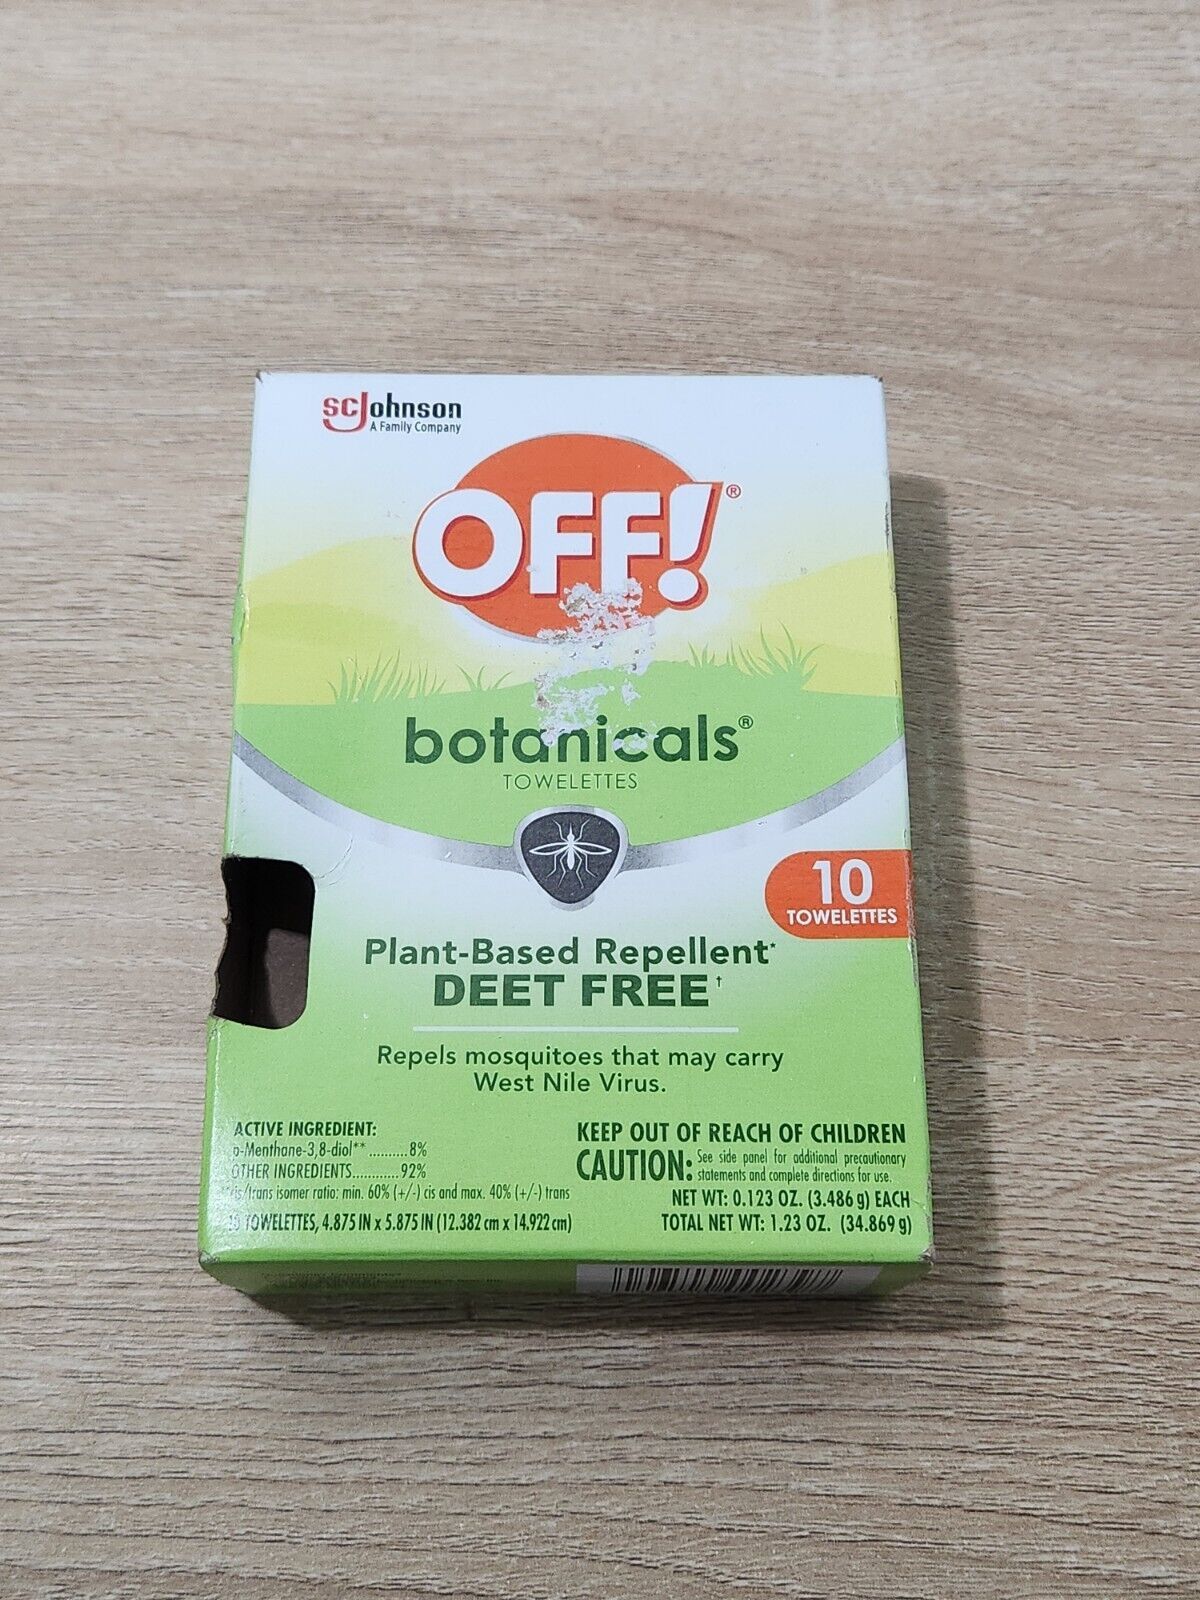 scJohnson
A Family Company
OFF!®
botanicals®
TOWELETTES
10
TOWELETTES
Plant-Based Repellent*
DEET FREE†
Repels mosquitoes that may carry
West Nile Virus.
ACTIVE INGREDIENT:
p-Menthane-3,8-diol** ..........8%
OTHER INGREDIENTS............92%
cis/trans isomer ratio: min. 60% (+/-) cis and max. 40% (+/-) trans
10 TOWELETTES, 4.875 IN x 5.875 IN (12.382 cm x 14.922 cm)
KEEP OUT OF REACH OF CHILDREN
CAUTION: See side panel for additional precautionary
statements and complete directions for use.
NET WT: 0.123 OZ. (3.486 g) EACH
TOTAL NET WT: 1.23 OZ. (34.869 g)